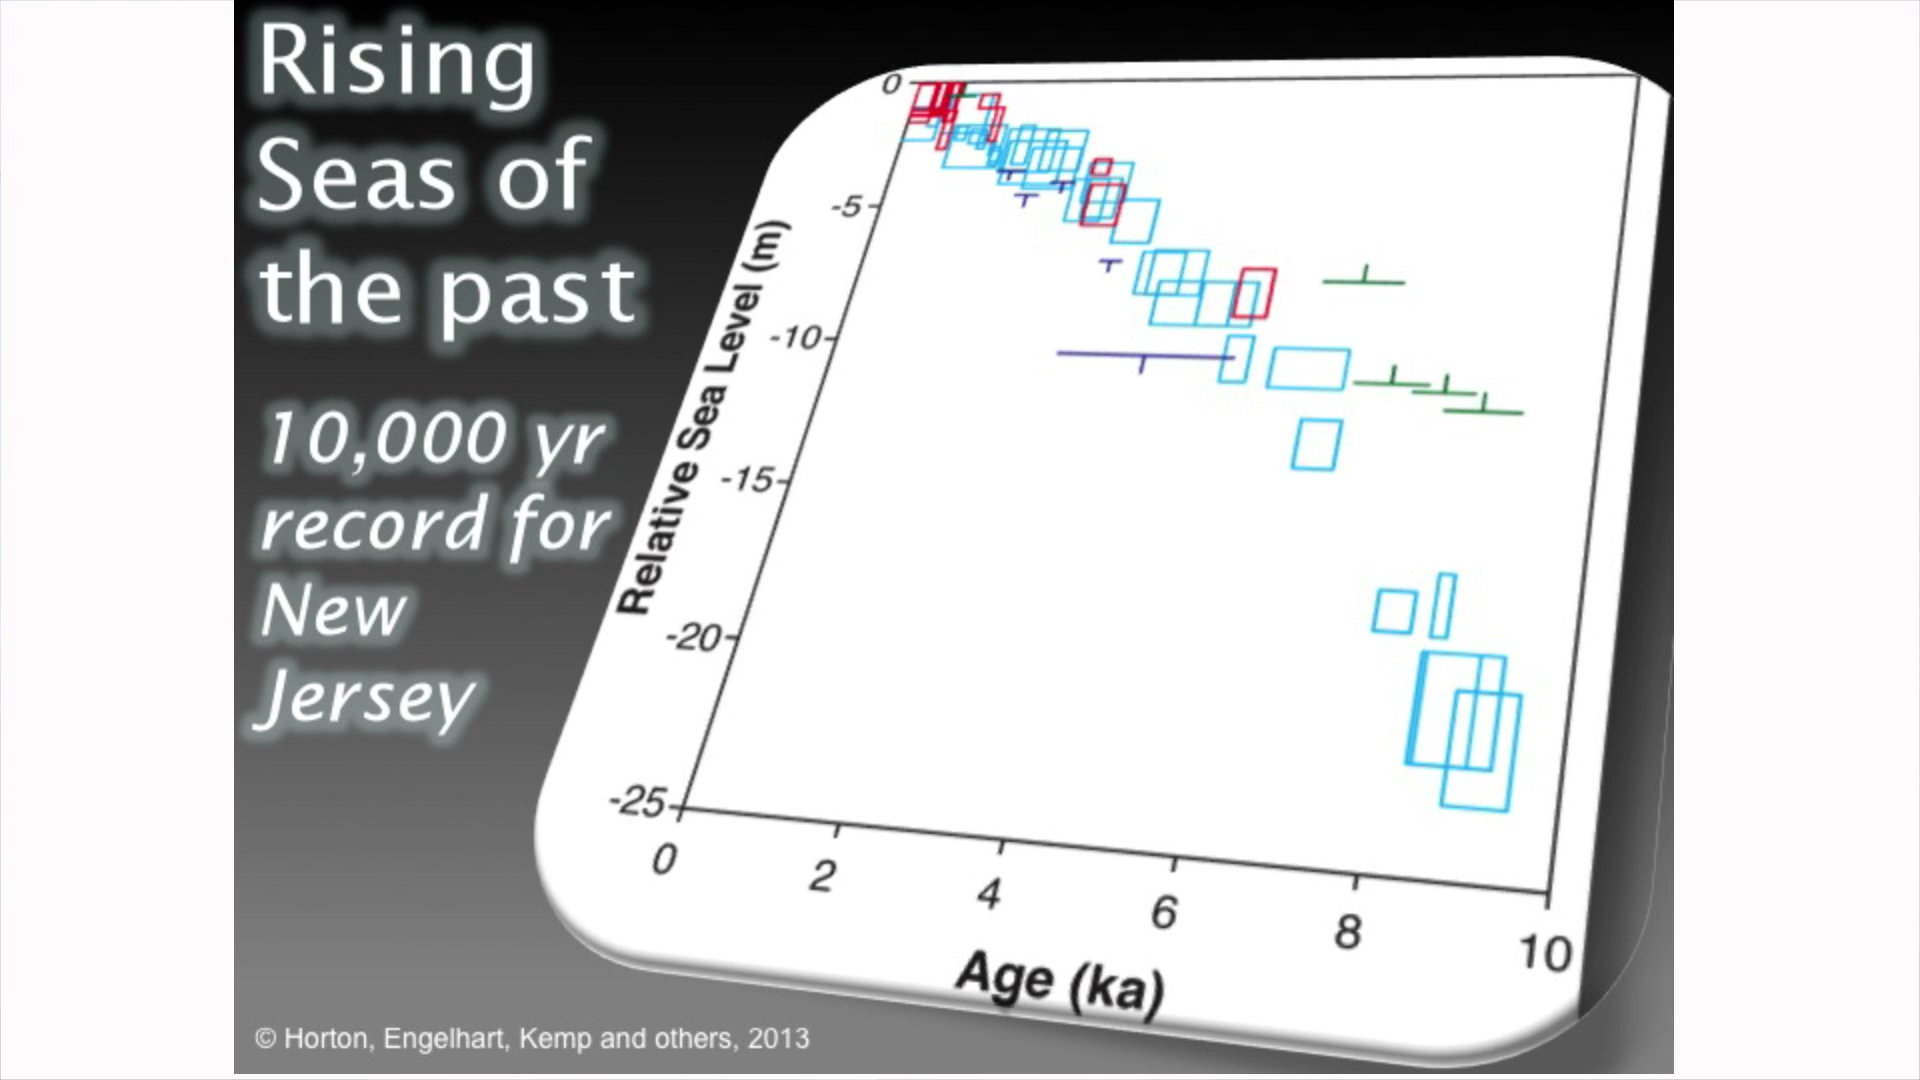 Rising
Seas of
the past
10,000 yr
record for
New
Jersey
0
-5
-10
-15
-20
-25
Relative Sea Level (m)
0 2 4 6 8 10
Age (ka)
© Horton, Engelhart, Kemp and others, 2013